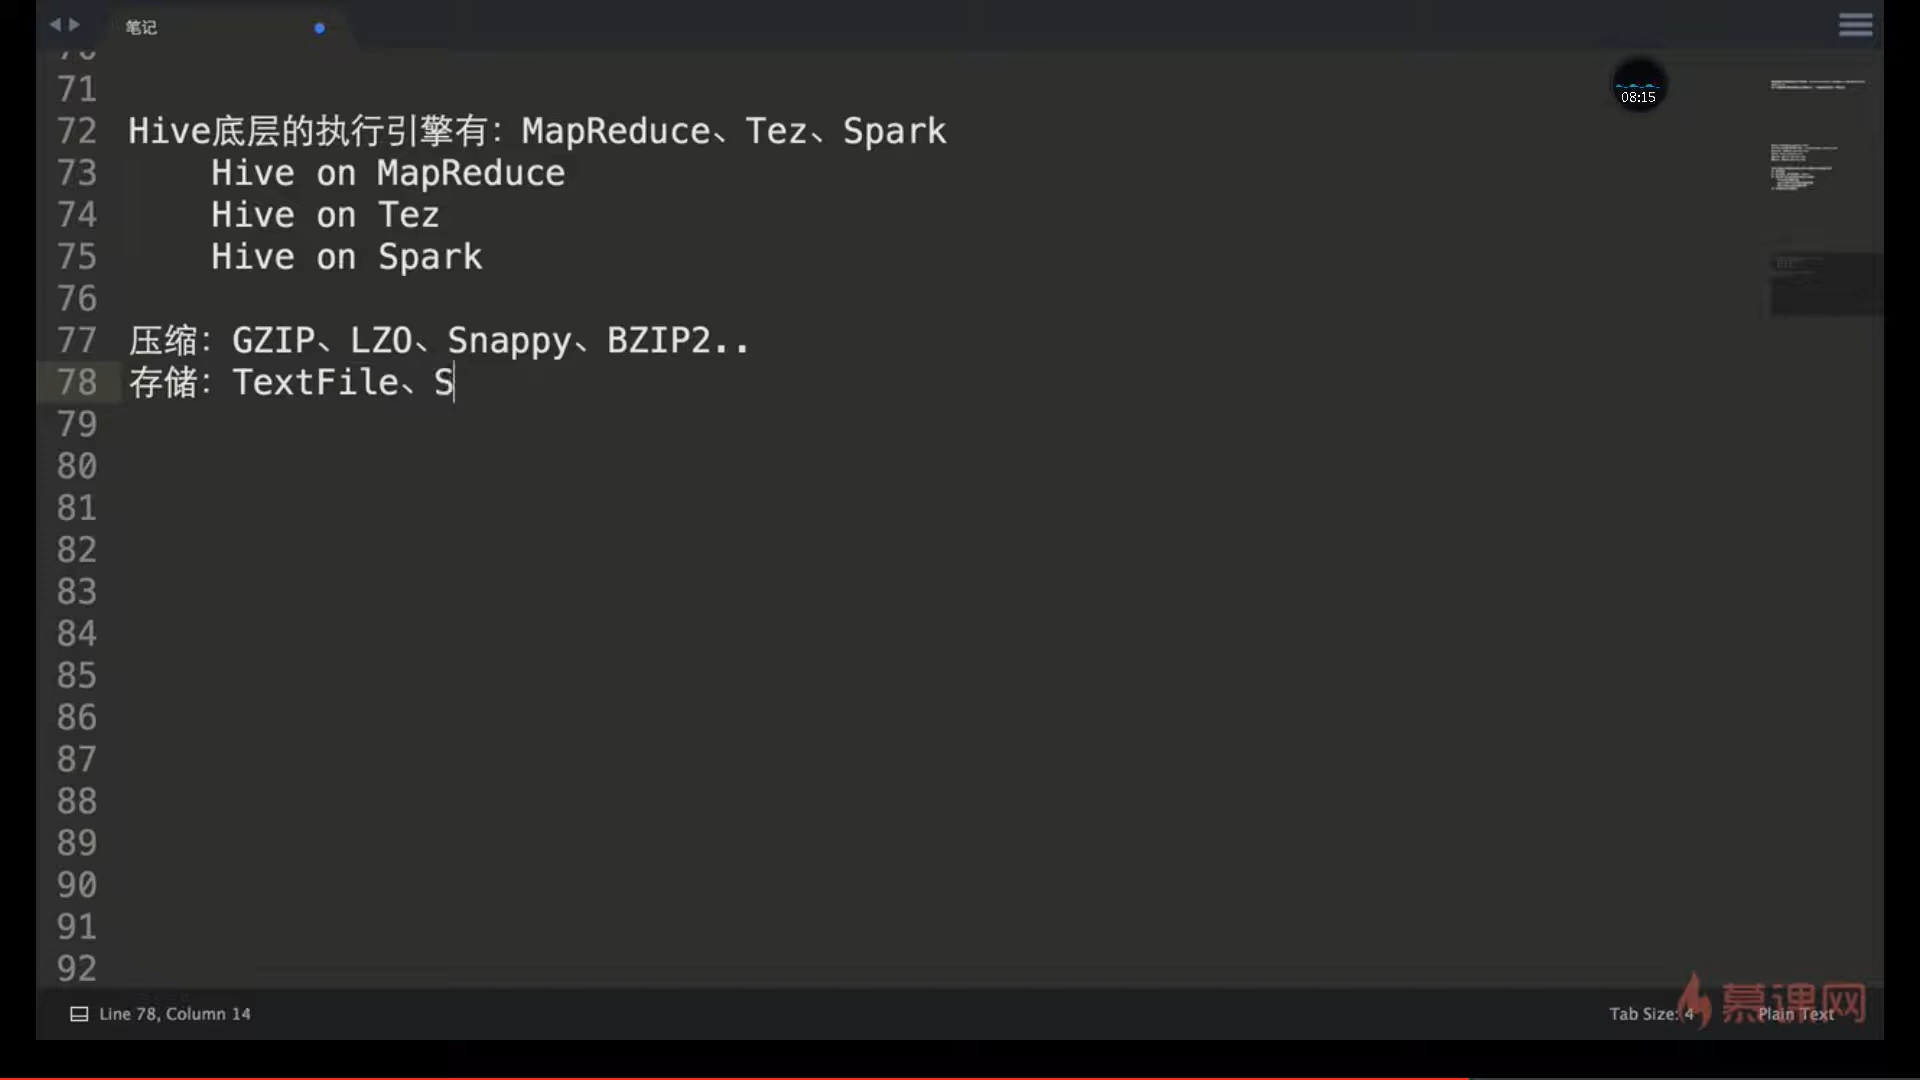 笔记
08:15
71
72 Hive底层的执行引擎有：MapReduce、Tez、Spark
73 Hive on MapReduce
74 Hive on Tez
75 Hive on Spark
76
77 压缩：GZIP、LZO、Snappy、BZIP2..
78 存储：TextFile、S
79
80
81
82
83
84
85
86
87
88
89
90
91
92
Line 78, Column 14
Tab Size: 4
Plain Text
慕课网